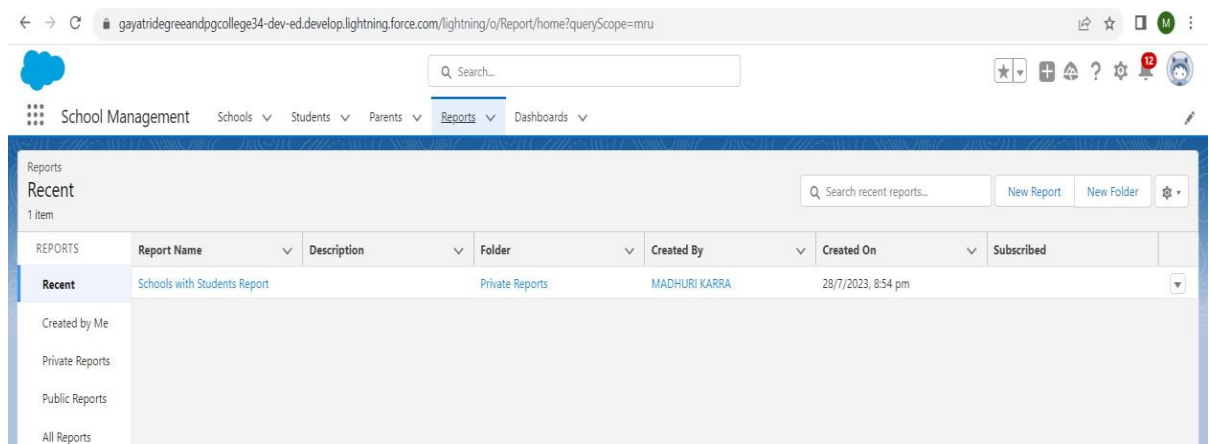 gayatridegreeandpgcollege34-dev-ed.develop.lightning.force.com/lightning/o/Report/home?queryScope=mru
M
Search...
12
School Management Schools Students Parents Reports Dashboards
Reports
Recent
1 item
Search recent reports...
New Report New Folder
REPORTS Report Name Description Folder Created By Created On Subscribed
Recent Schools with Students Report Private Reports MADHURI KARRA 28/7/2023, 8:54 pm
Created by Me
Private Reports
Public Reports
All Reports